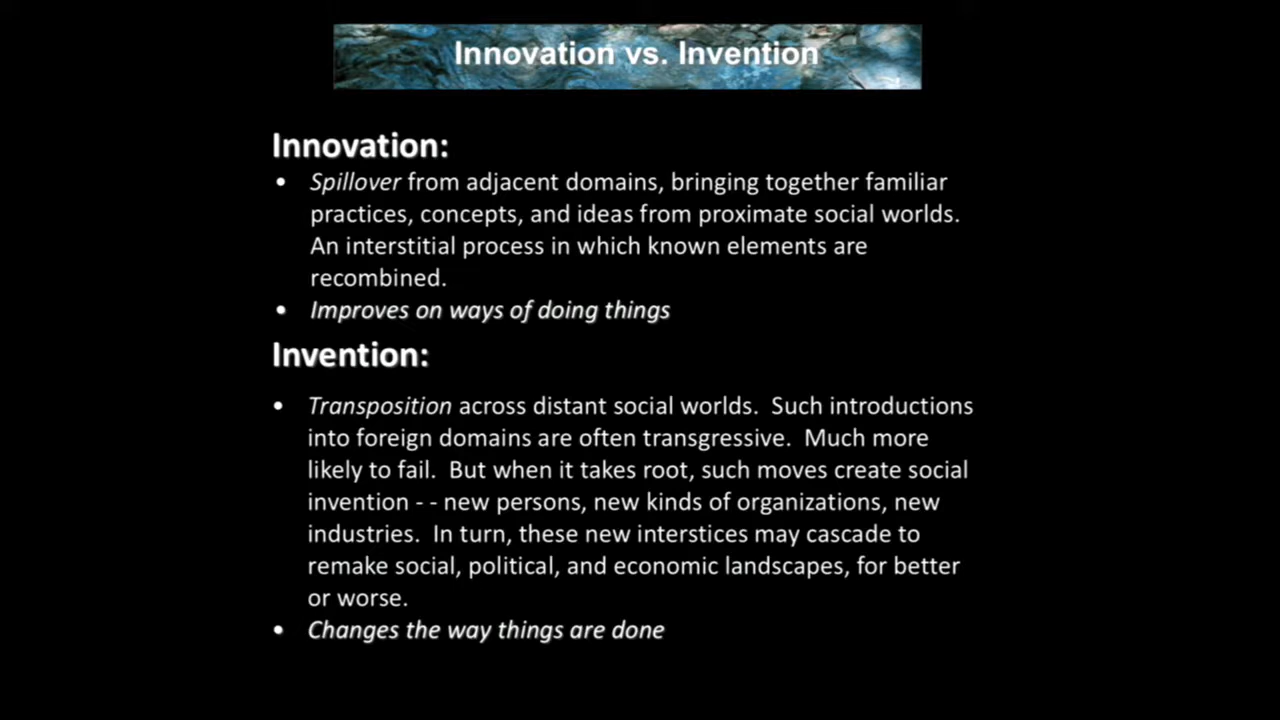 Innovation vs. Invention
Innovation:
• Spillover from adjacent domains, bringing together familiar
practices, concepts, and ideas from proximate social worlds.
An interstitial process in which known elements are
recombined.
• Improves on ways of doing things
Invention:
• Transposition across distant social worlds.  Such introductions
into foreign domains are often transgressive.  Much more
likely to fail.  But when it takes root, such moves create social
invention - - new persons, new kinds of organizations, new
industries.  In turn, these new interstices may cascade to
remake social, political, and economic landscapes, for better
or worse.
• Changes the way things are done